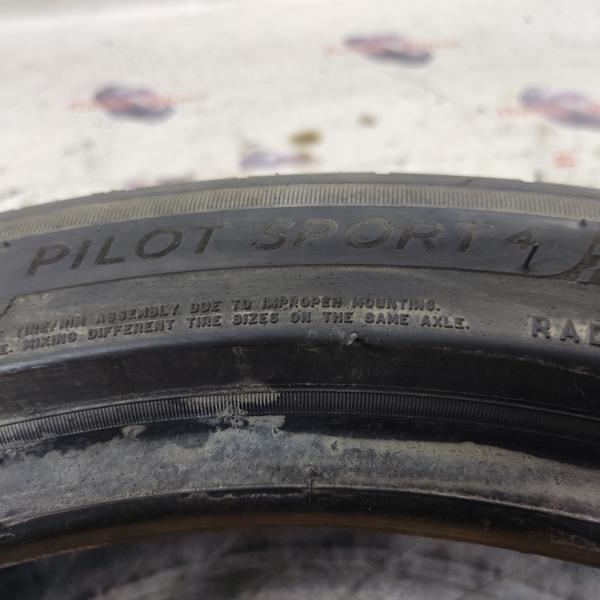 PILOT SPORT 4
TIRE/RIM ASSEMBLY DUE TO IMPROPER MOUNTING.
E. MIXING DIFFERENT TIRE SIZES ON THE SAME AXLE.
RAD